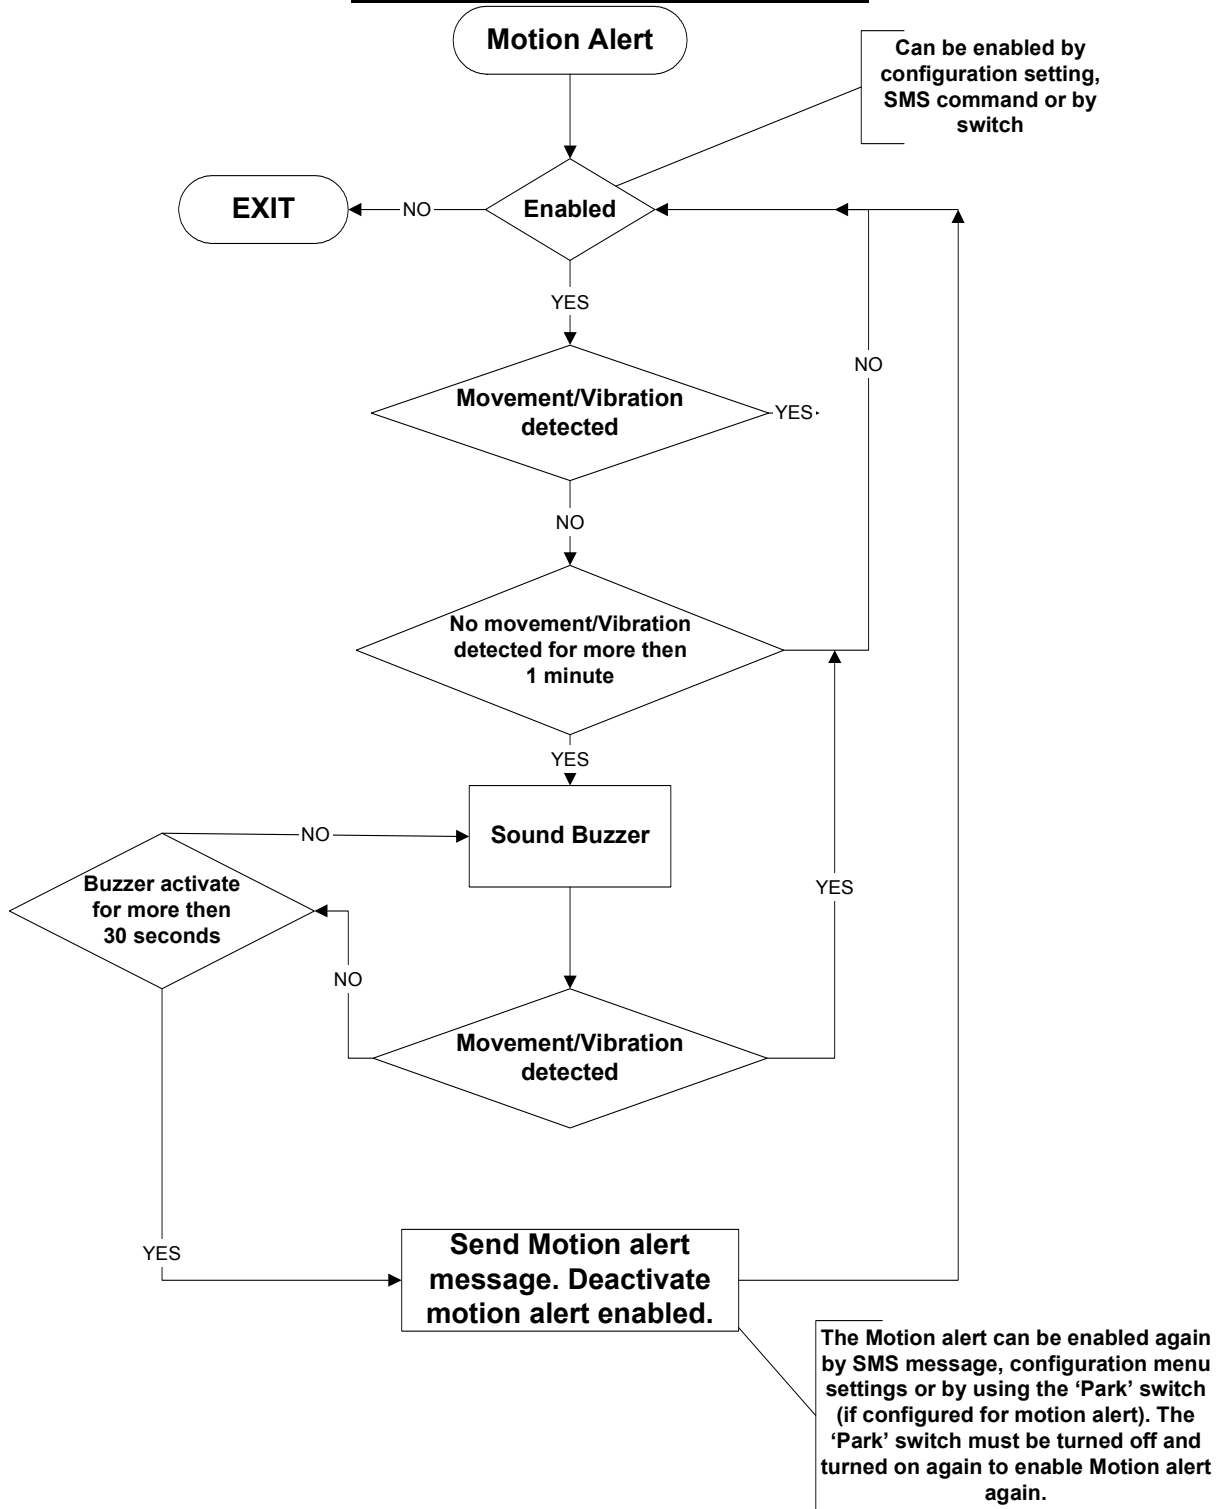 Motion Alert
Can be enabled by
configuration setting,
SMS command or by
switch
EXIT
NO
Enabled
YES
NO
Movement/Vibration
detected
YES
NO
No movement/Vibration
detected for more then
1 minute
YES
Sound Buzzer
NO
Buzzer activate
for more then
30 seconds
YES
NO
Movement/Vibration
detected
YES
Send Motion alert
message. Deactivate
motion alert enabled.
The Motion alert can be enabled again
by SMS message, configuration menu
settings or by using the ‘Park’ switch
(if configured for motion alert). The
‘Park’ switch must be turned off and
turned on again to enable Motion alert
again.